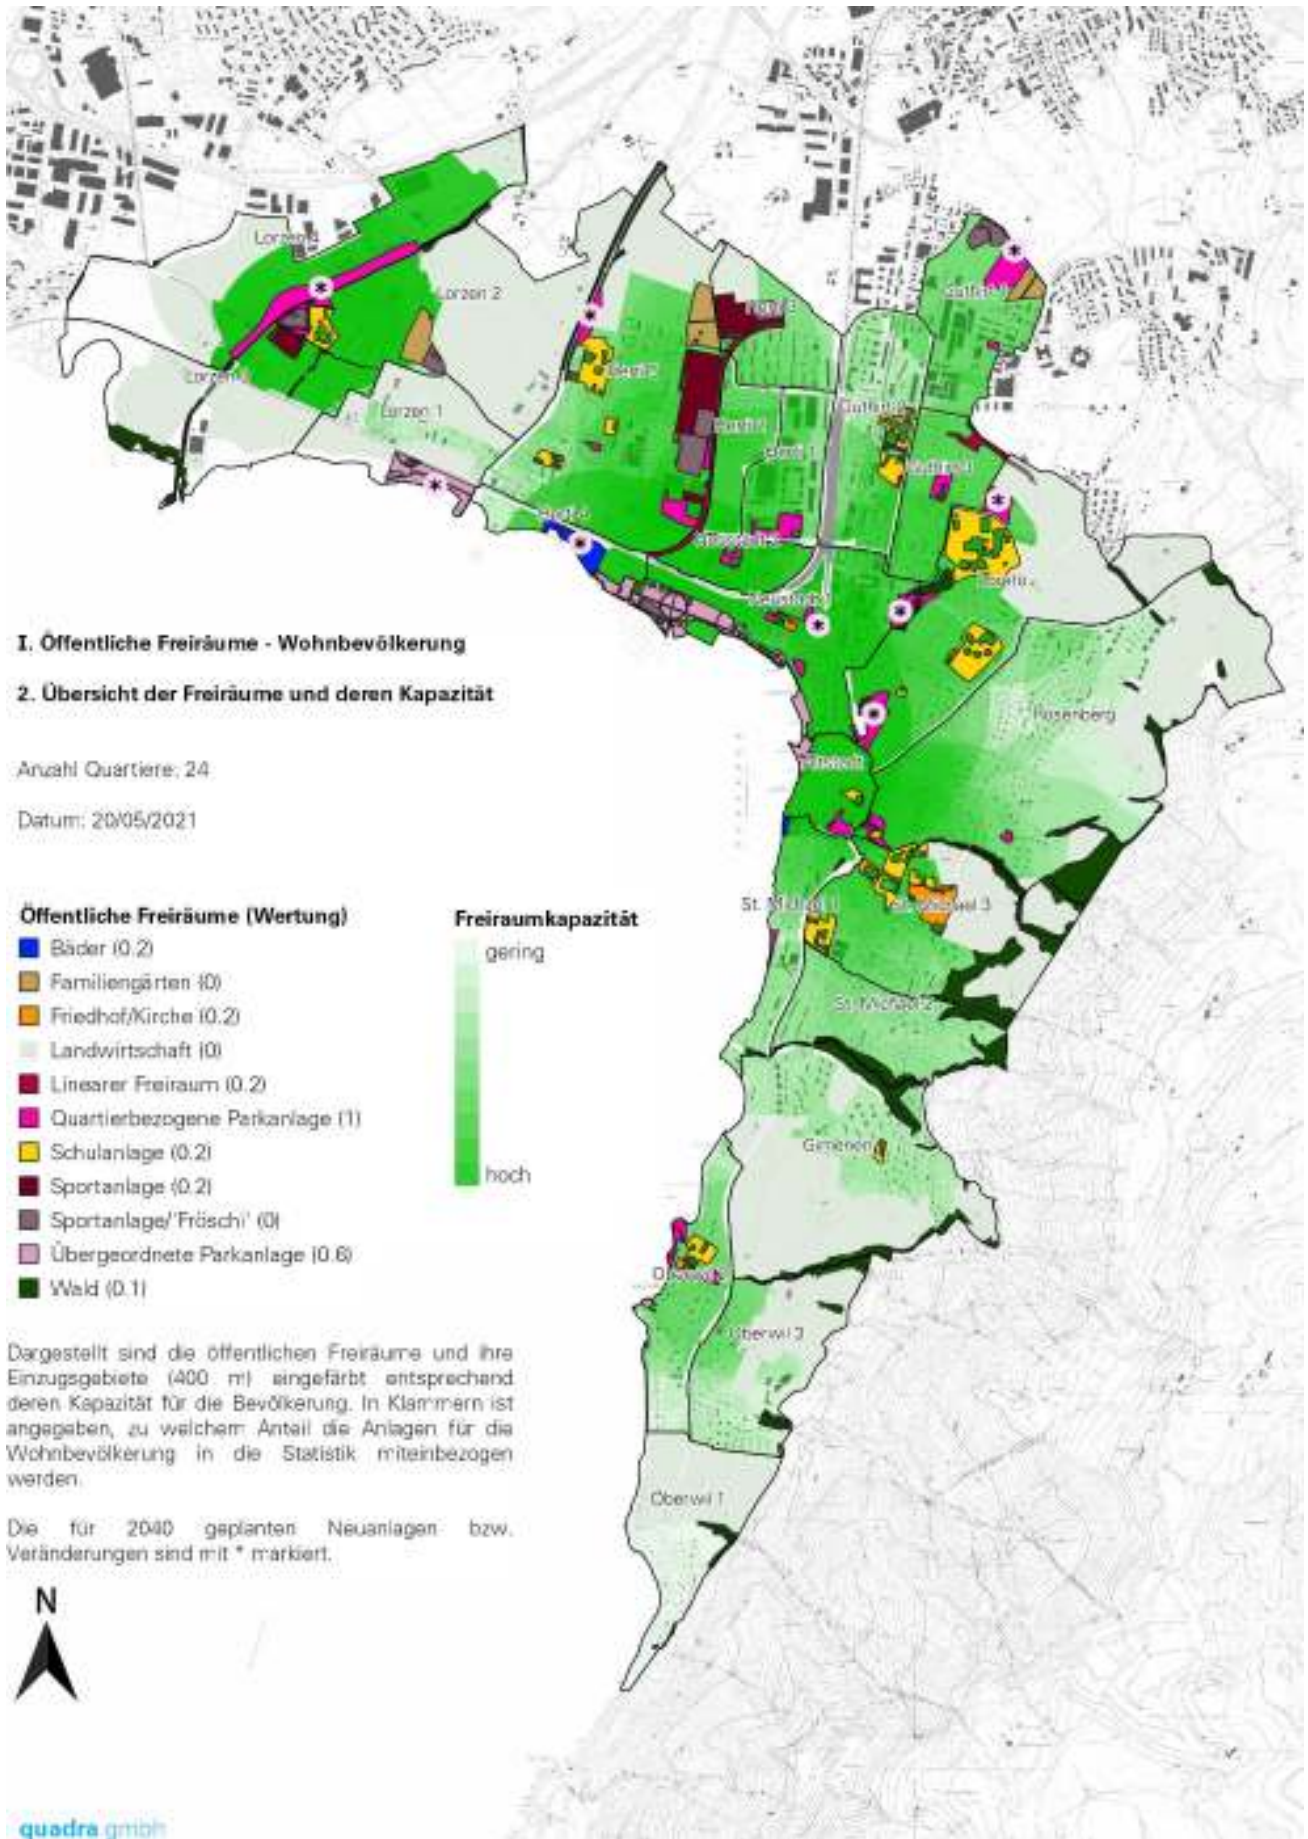 Lorzen 2
Lorzen 1
Guthirt 3
Rosenberg
Altstadt
I. Öffentliche Freiräume - Wohnbevölkerung
2. Übersicht der Freiräume und deren Kapazität
Anzahl Quartiere: 24
Datum: 20/05/2021
St. Michael 3
St. Michael 2
Gimenen
Oberwil 3
Oberwil 1
Öffentliche Freiräume (Wertung)
Bäder (0.2)
Familiengärten (0)
Friedhof/Kirche (0.2)
Landwirtschaft (0)
Linearer Freiraum (0.2)
Quartierbezogene Parkanlage (1)
Schulanlage (0.2)
Sportanlage (0.2)
Sportanlage/"Fröschi" (0)
Übergeordnete Parkanlage (0.6)
Wald (0.1)
Freiraumkapazität
gering
hoch
Dargestellt sind die öffentlichen Freiräume und ihre
Einzugsgebiete (400 m) eingefärbt entsprechend
deren Kapazität für die Bevölkerung. In Klammern ist
angegeben, zu welchem Anteil die Anlagen für die
Wohnbevölkerung in die Statistik miteinbezogen
werden.
Die für 2040 geplanten Neuanlagen bzw.
Veränderungen sind mit * markiert.
N
quadra gmbh